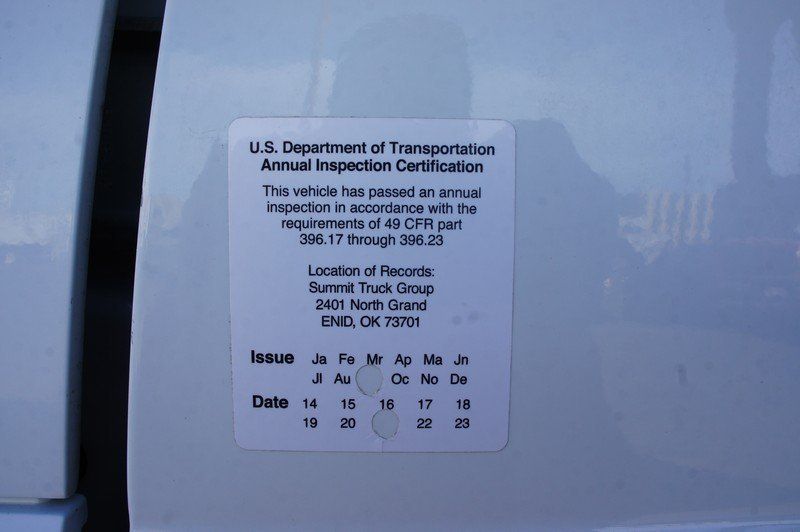 U.S. Department of Transportation
Annual Inspection Certification
This vehicle has passed an annual
inspection in accordance with the
requirements of 49 CFR part
396.17 through 396.23
Location of Records:
Summit Truck Group
2401 North Grand
ENID, OK 73701
Issue Ja Fe Mr Ap Ma Jn
Jl Au Oc No De
Date 14 15 16 17 18
19 20 22 23